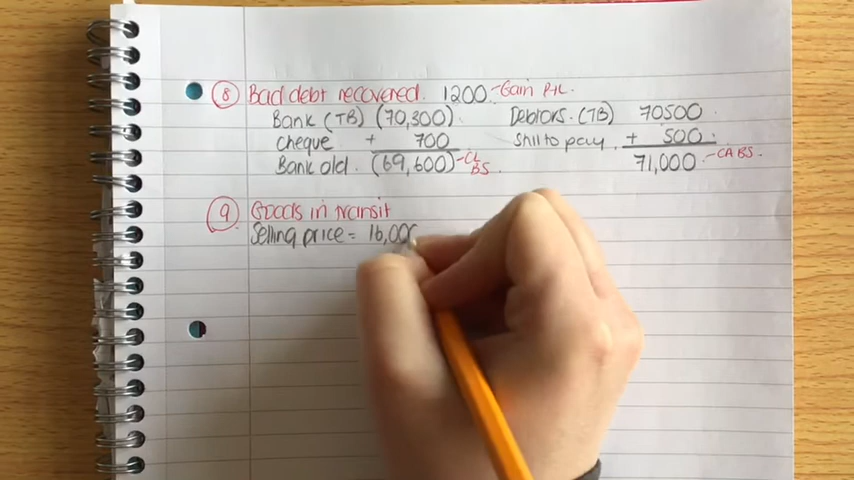 8 Bad debt recovered. 1200 - Gain P+L.
Bank (TB) (70,300). Debtors. (TB) 70500
cheque + 700 Still to pay. + 500.
Bank o/d. (69,600) - CL BS. 71,000 - CA BS.
9 Goods in transit
Selling price = 16,000